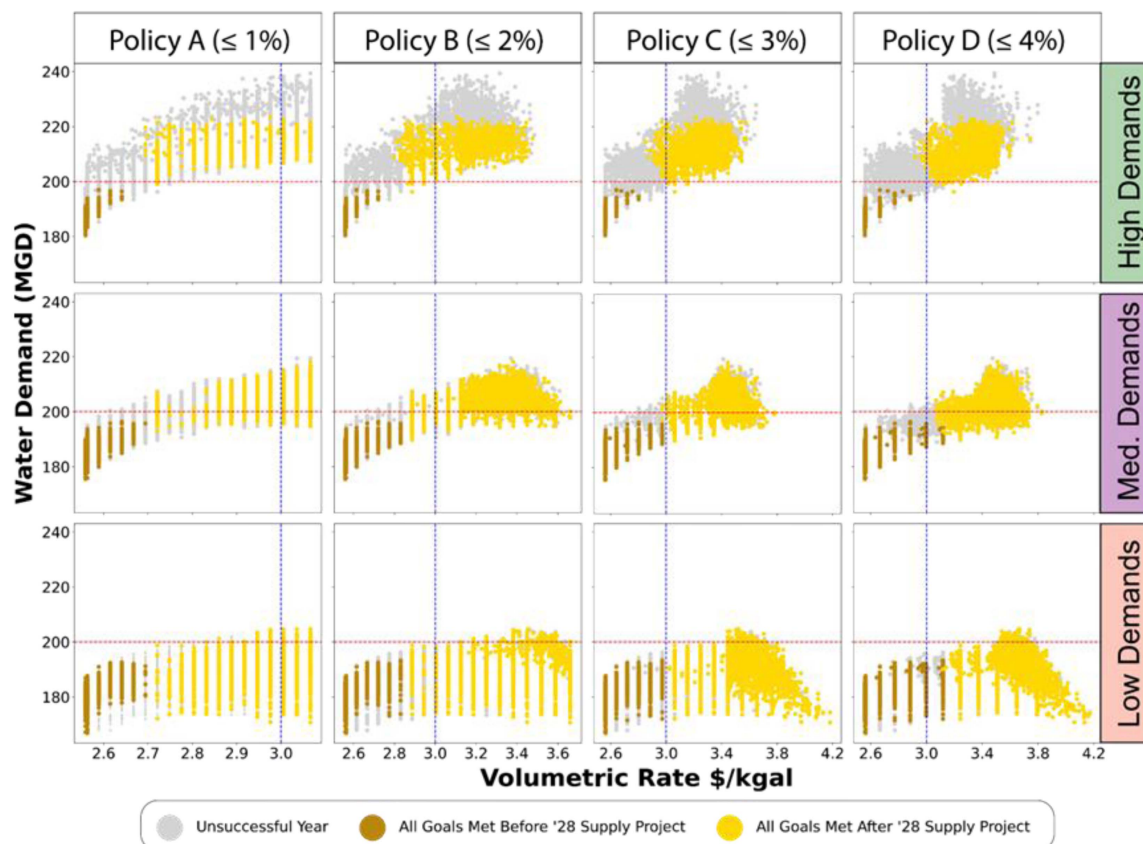 Policy A (≤ 1%) Policy B (≤ 2%) Policy C (≤ 3%) Policy D (≤ 4%)
240
220
200
180
High Demands
Water Demand (MGD)
240
220
200
180
Med. Demands
240
220
200
180
Low Demands
2.6 2.7 2.8 2.9 3.0 2.6 2.8 3.0 3.2 3.4 3.6 2.6 3.0 3.4 3.8 4.2 2.6 3.0 3.4 3.8 4.2
Volumetric Rate $/kgal
Unsuccessful Year All Goals Met Before '28 Supply Project All Goals Met After '28 Supply Project